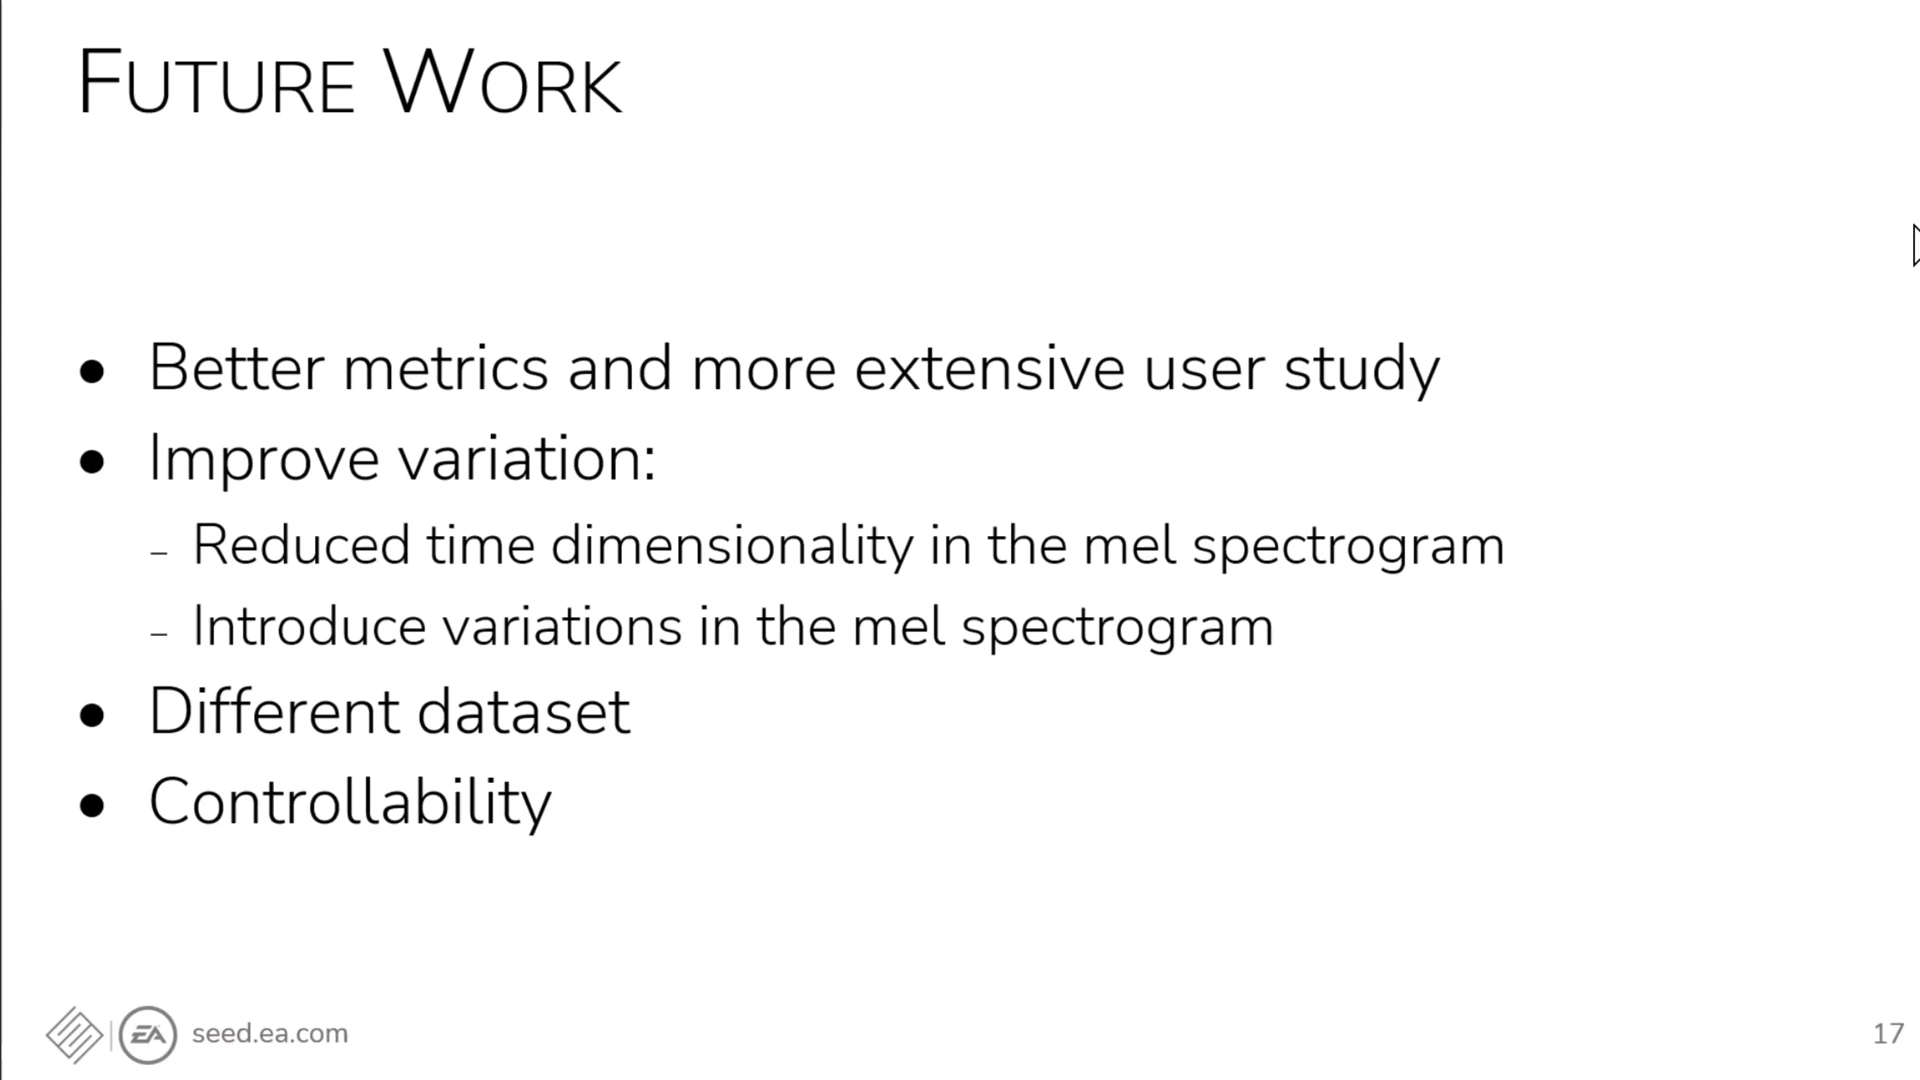 FUTURE WORK
● Better metrics and more extensive user study
● Improve variation:
– Reduced time dimensionality in the mel spectrogram
– Introduce variations in the mel spectrogram
● Different dataset
● Controllability
EA seed.ea.com
17